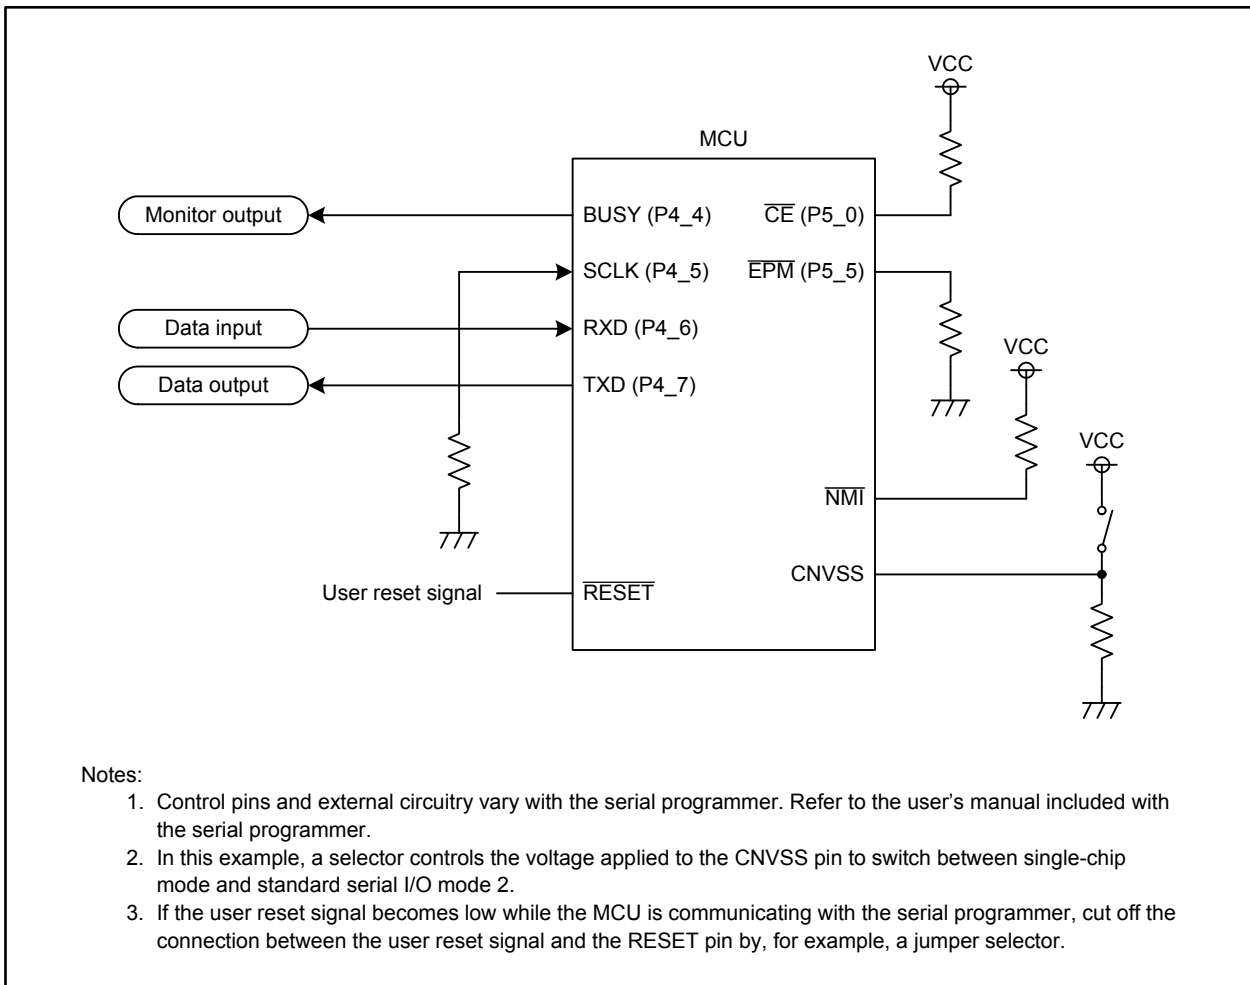 VCC
MCU
Monitor output
BUSY (P4_4)
CE (P5_0)
SCLK (P4_5)
EPM (P5_5)
Data input
RXD (P4_6)
VCC
Data output
TXD (P4_7)
VCC
NMI
CNVSS
User reset signal
RESET
Notes:
1. Control pins and external circuitry vary with the serial programmer. Refer to the user's manual included with
the serial programmer.
2. In this example, a selector controls the voltage applied to the CNVSS pin to switch between single-chip
mode and standard serial I/O mode 2.
3. If the user reset signal becomes low while the MCU is communicating with the serial programmer, cut off the
connection between the user reset signal and the RESET pin by, for example, a jumper selector.